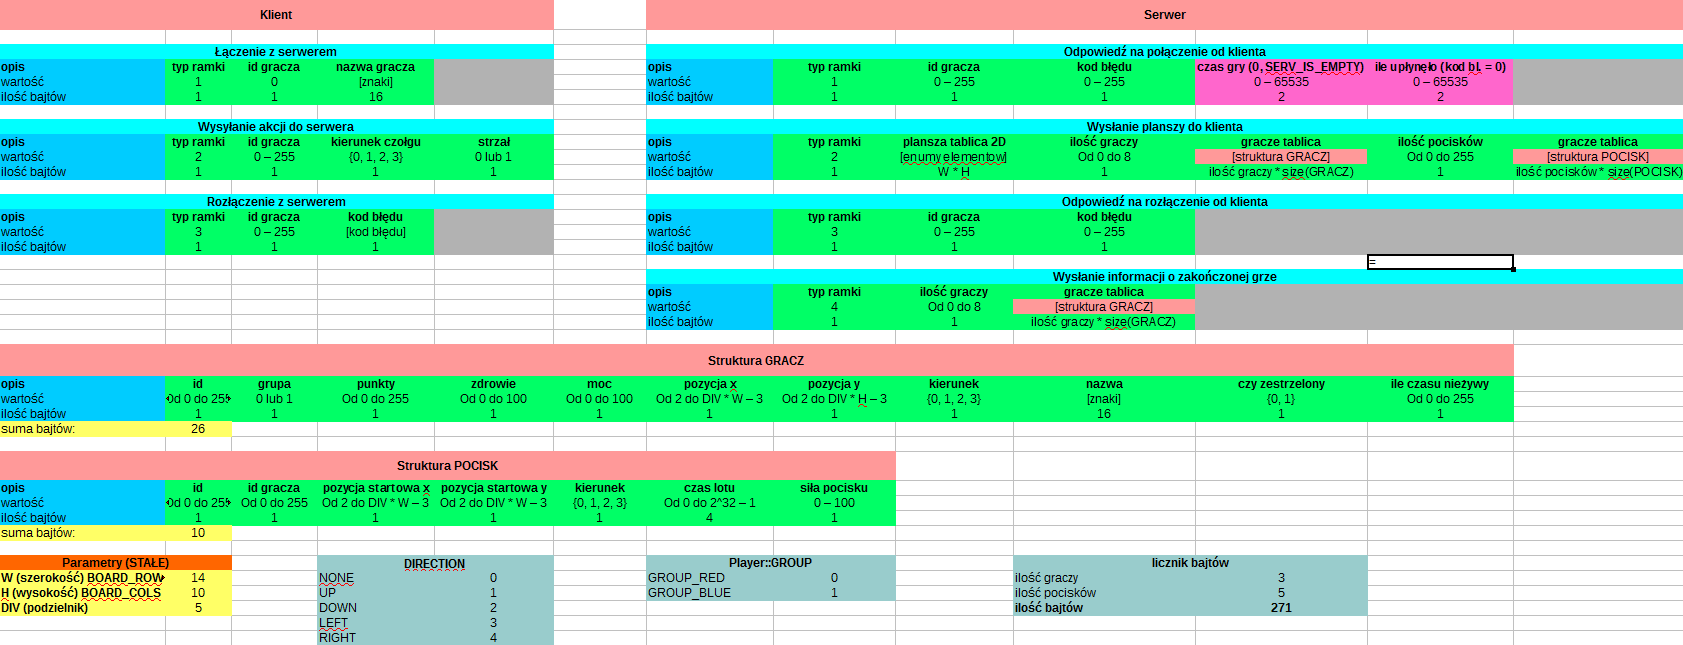 Klient Serwer
Łączenie z serwerem Odpowiedź na połączenie od klienta
opis typ ramki id gracza nazwa gracza opis typ ramki id gracza kod błędu czas gry (0, SERV_IS_EMPTY) ile upłynęło (kod bł. = 0)
wartość 1 0 [znaki] wartość 1 0 – 255 0 – 255 0 – 65535 0 – 65535
ilość bajtów 1 1 16 ilość bajtów 1 1 1 2 2
Wysyłanie akcji do serwera Wysłanie planszy do klienta
opis typ ramki id gracza kierunek czołgu strzał opis typ ramki plansza tablica 2D ilość graczy gracze tablica ilość pocisków gracze tablica
wartość 2 0 – 255 {0, 1, 2, 3} 0 lub 1 wartość 2 [enumy elementow] Od 0 do 8 [struktura GRACZ] Od 0 do 255 [struktura POCISK]
ilość bajtów 1 1 1 1 ilość bajtów 1 W * H 1 ilość graczy * size(GRACZ) 1 ilość pocisków * size(POCISK)
Rozłączenie z serwerem Odpowiedź na rozłączenie od klienta
opis typ ramki id gracza kod błędu opis typ ramki id gracza kod błędu
wartość 3 0 – 255 [kod błędu] wartość 3 0 – 255 0 – 255
ilość bajtów 1 1 1 ilość bajtów 1 1 1
=
Wysłanie informacji o zakończonej grze
opis typ ramki ilość graczy gracze tablica
wartość 4 Od 0 do 8 [struktura GRACZ]
ilość bajtów 1 1 ilość graczy * size(GRACZ)
Struktura GRACZ
opis id grupa punkty zdrowie moc pozycja x pozycja y kierunek nazwa czy zestrzelony ile czasu nieżywy
wartość Od 0 do 255 0 lub 1 Od 0 do 255 Od 0 do 100 Od 0 do 100 Od 2 do DIV * W – 3 Od 2 do DIV * H – 3 {0, 1, 2, 3} [znaki] {0, 1} Od 0 do 255
ilość bajtów 1 1 1 1 1 1 1 1 16 1 1
suma bajtów: 26
Struktura POCISK
opis id id gracza pozycja startowa x pozycja startowa y kierunek czas lotu siła pocisku
wartość Od 0 do 255 Od 0 do 255 Od 2 do DIV * W – 3 Od 2 do DIV * W – 3 {0, 1, 2, 3} Od 0 do 2^32 – 1 0 – 100
ilość bajtów 1 1 1 1 1 4 1
suma bajtów: 10
Parametry (STAŁE) DIRECTION Player::GROUP licznik bajtów
W (szerokość) BOARD_ROW 14 NONE 0 GROUP_RED 0 ilość graczy 3
H (wysokość) BOARD_COLS 10 UP 1 GROUP_BLUE 1 ilość pocisków 5
DIV (podzielnik) 5 DOWN 2 ilość bajtów 271
LEFT 3
RIGHT 4